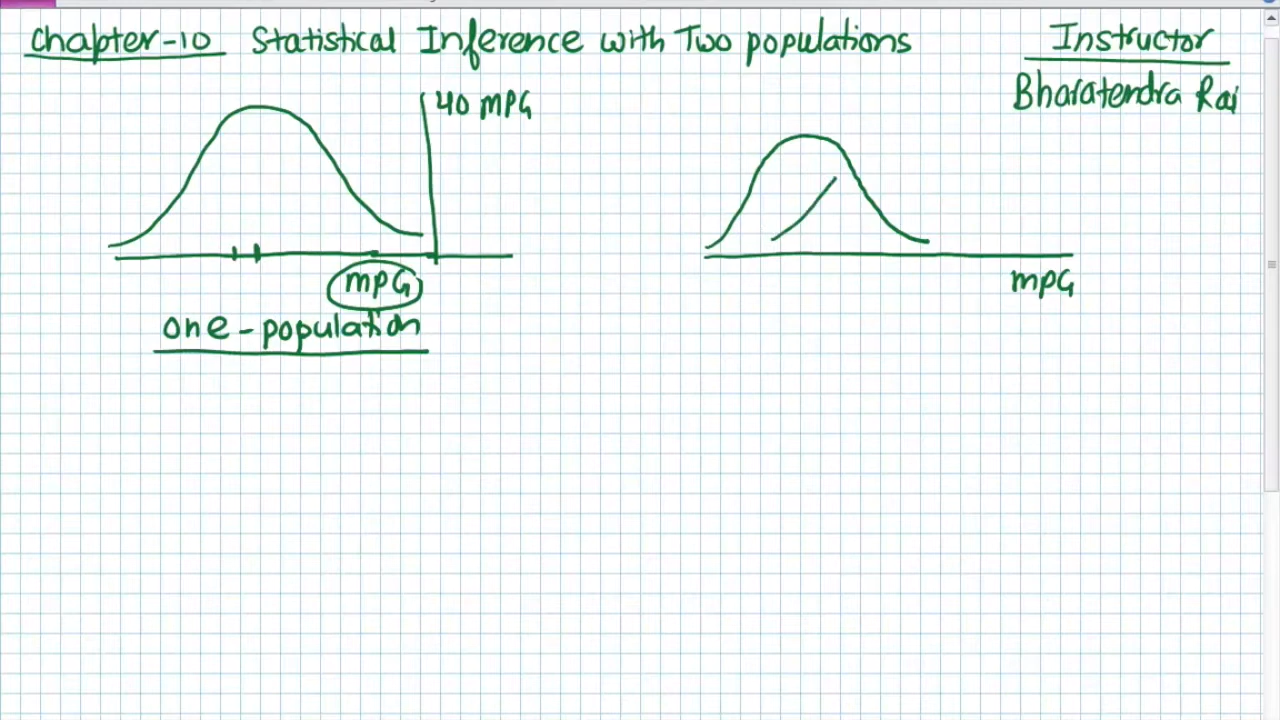 Chapter-10 Statistical Inference with Two populations
Instructor
Bharatendra Rai
40 MPG
MPG
one-population
MPG